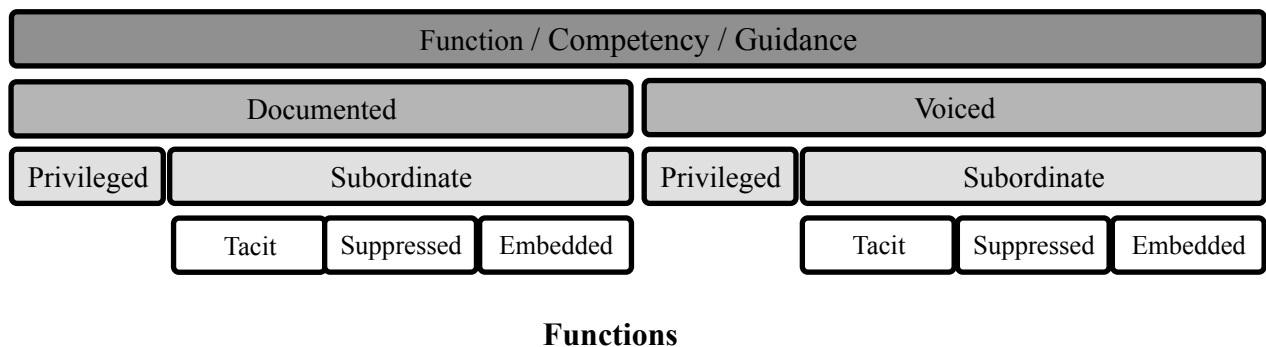 Function / Competency / Guidance
Documented Voiced
Privileged Subordinate Privileged Subordinate
Tacit Suppressed Embedded Tacit Suppressed Embedded
Functions